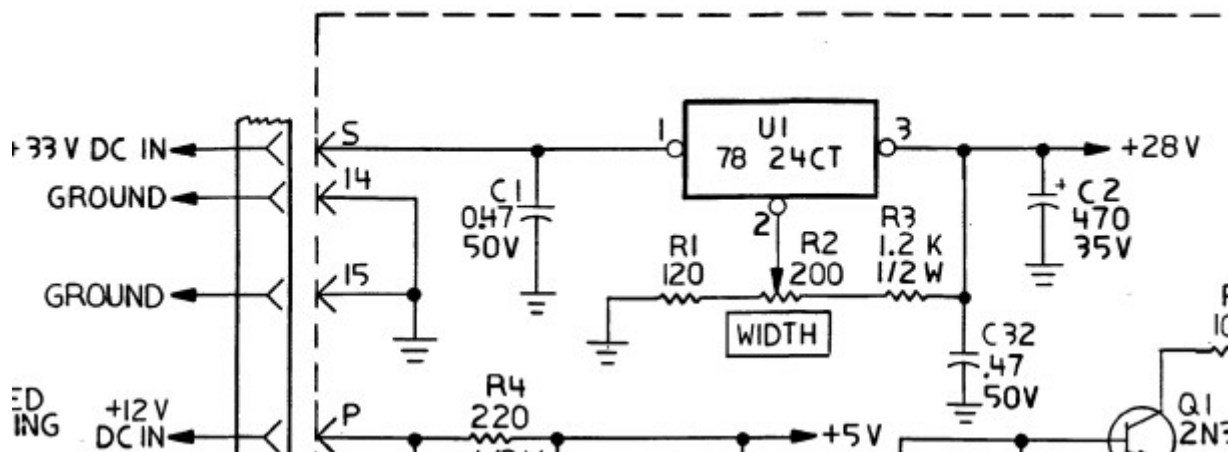 +33 V DC IN
S
1
U1
78 24CT
3
+28 V
GROUND
14
C1
0.47
50V
2
R1
120
R2
200
R3
1.2 K
1/2 W
+ C2
470
35V
GROUND
15
WIDTH
C32
.47
50V
R4
220
+12 V
DC IN
P
+5 V
Q1